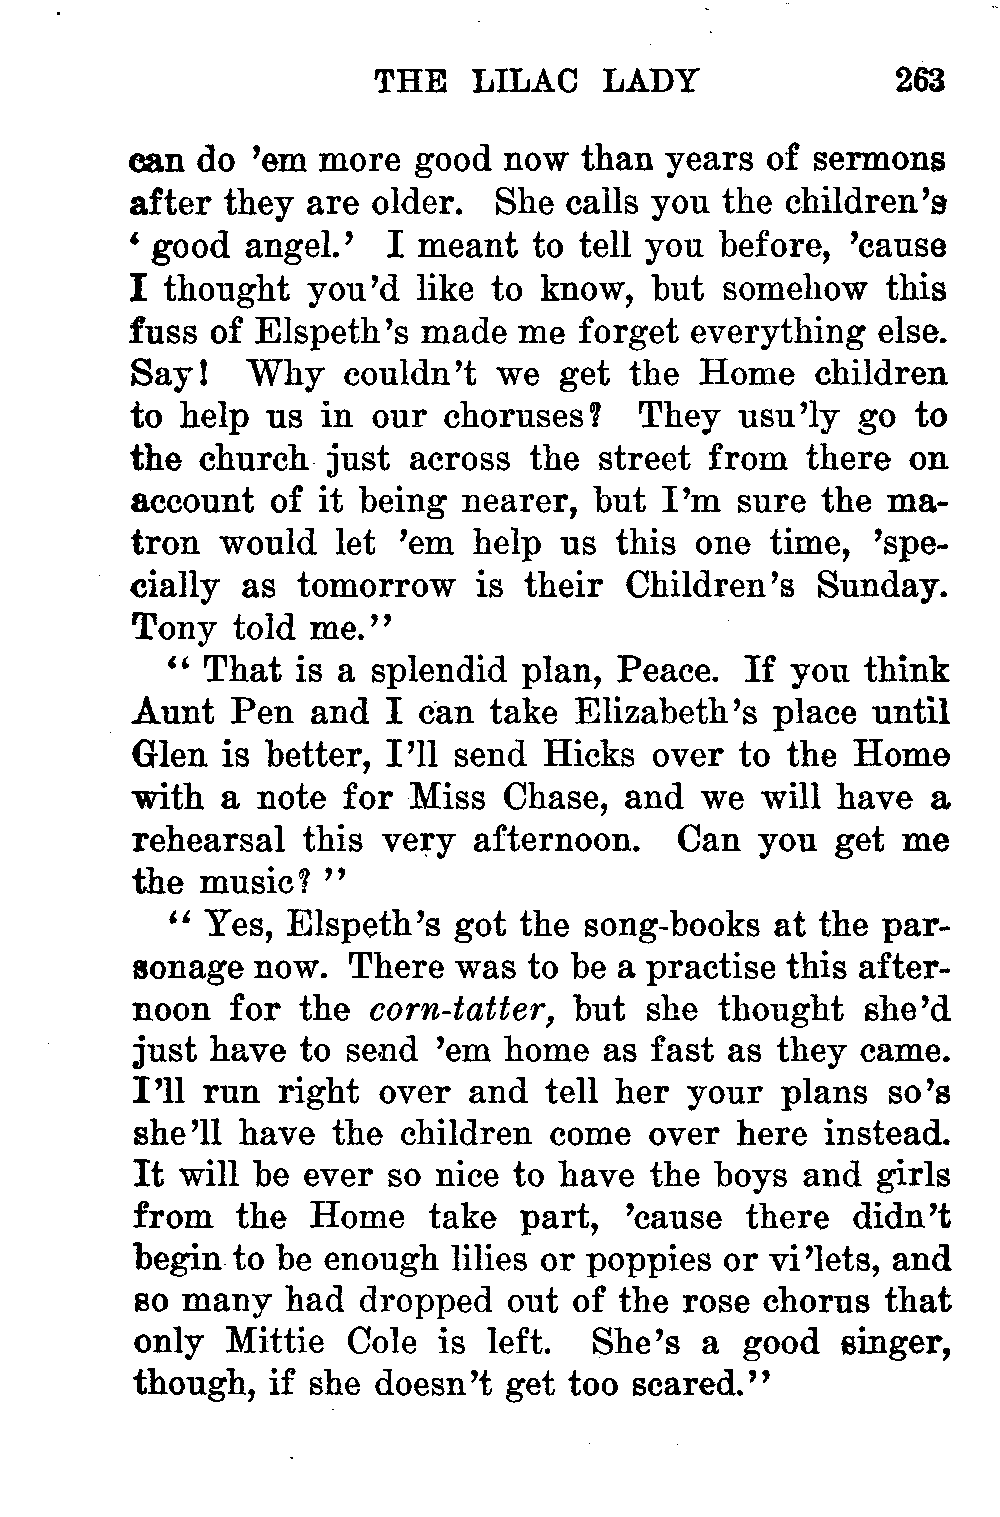 THE LILAC LADY 263
can do 'em more good now than years of sermons
after they are older. She calls you the children's
' good angel.' I meant to tell you before, 'cause
I thought you'd like to know, but somehow this
fuss of Elspeth's made me forget everything else.
Say! Why couldn't we get the Home children
to help us in our choruses? They usu'ly go to
the church just across the street from there on
account of it being nearer, but I'm sure the ma-
tron would let 'em help us this one time, 'spe-
cially as tomorrow is their Children's Sunday.
Tony told me."
" That is a splendid plan, Peace. If you think
Aunt Pen and I can take Elizabeth's place until
Glen is better, I'll send Hicks over to the Home
with a note for Miss Chase, and we will have a
rehearsal this very afternoon. Can you get me
the music? "
" Yes, Elspeth's got the song-books at the par-
sonage now. There was to be a practise this after-
noon for the corn-tatter, but she thought she'd
just have to send 'em home as fast as they came.
I'll run right over and tell her your plans so's
she'll have the children come over here instead.
It will be ever so nice to have the boys and girls
from the Home take part, 'cause there didn't
begin to be enough lilies or poppies or vi'lets, and
so many had dropped out of the rose chorus that
only Mittie Cole is left. She's a good singer,
though, if she doesn't get too scared."